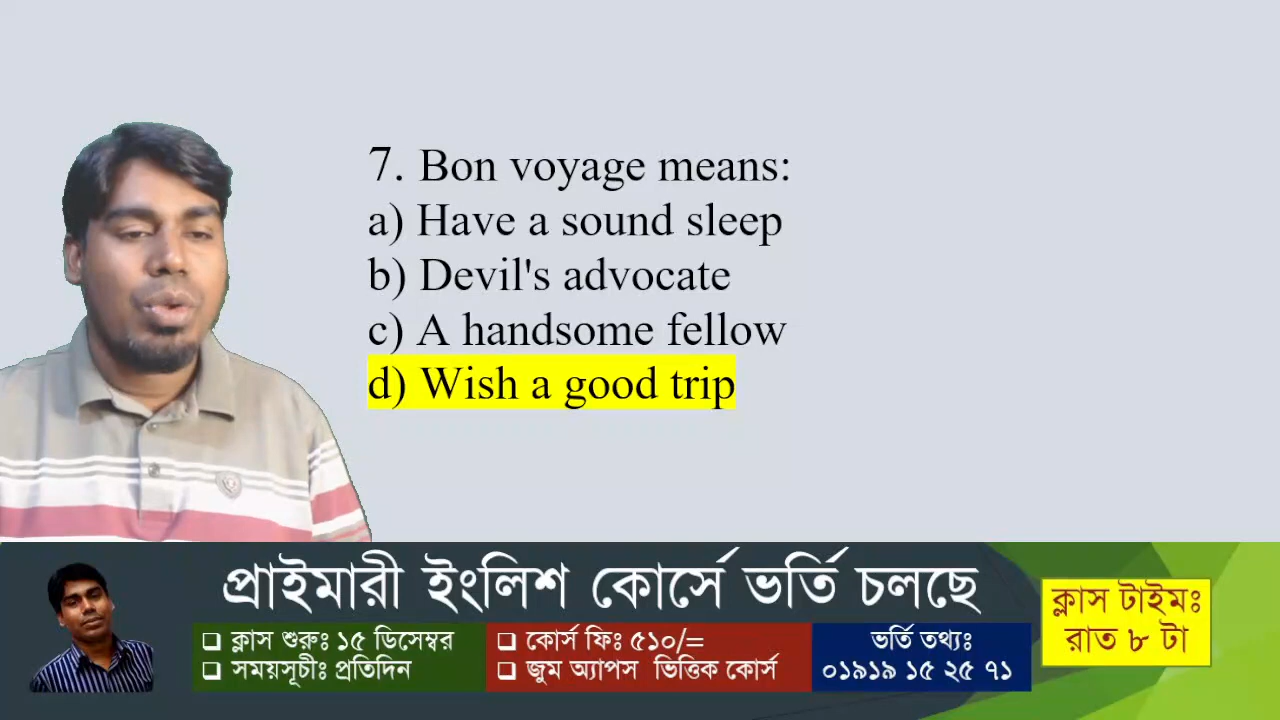 7. Bon voyage means:
a) Have a sound sleep
b) Devil's advocate
c) A handsome fellow
d) Wish a good trip
প্রাইমারী ইংলিশ কোর্সে ভর্তি চলছে
❑ ক্লাস শুরুঃ ১৫ ডিসেম্বর
❑ সময়সূচীঃ প্রতিদিন
❑ কোর্স ফিঃ ৫১০/=
❑ জুম অ্যাপস ভিত্তিক কোর্স
ভর্তি তথ্যঃ
০১৯১৯ ১৫ ২৫ ৭১
ক্লাস টাইমঃ
রাত ৮ টা